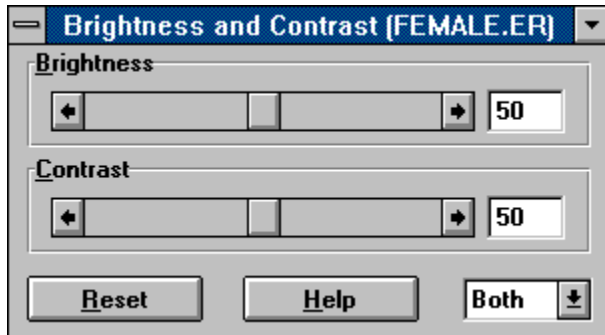 Brightness and Contrast (FEMALE.ER)
Brightness
50
Contrast
50
Reset Help Both